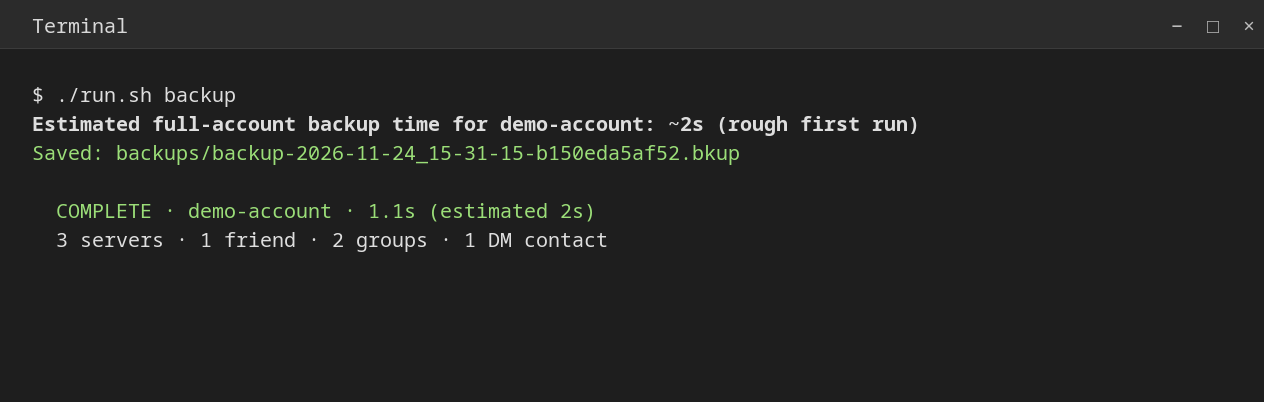 Terminal
$ ./run.sh backup
Estimated full-account backup time for demo-account: ~2s (rough first run)
Saved: backups/backup-2026-11-24_15-31-15-b150eda5af52.bkup
COMPLETE · demo-account · 1.1s (estimated 2s)
3 servers · 1 friend · 2 groups · 1 DM contact